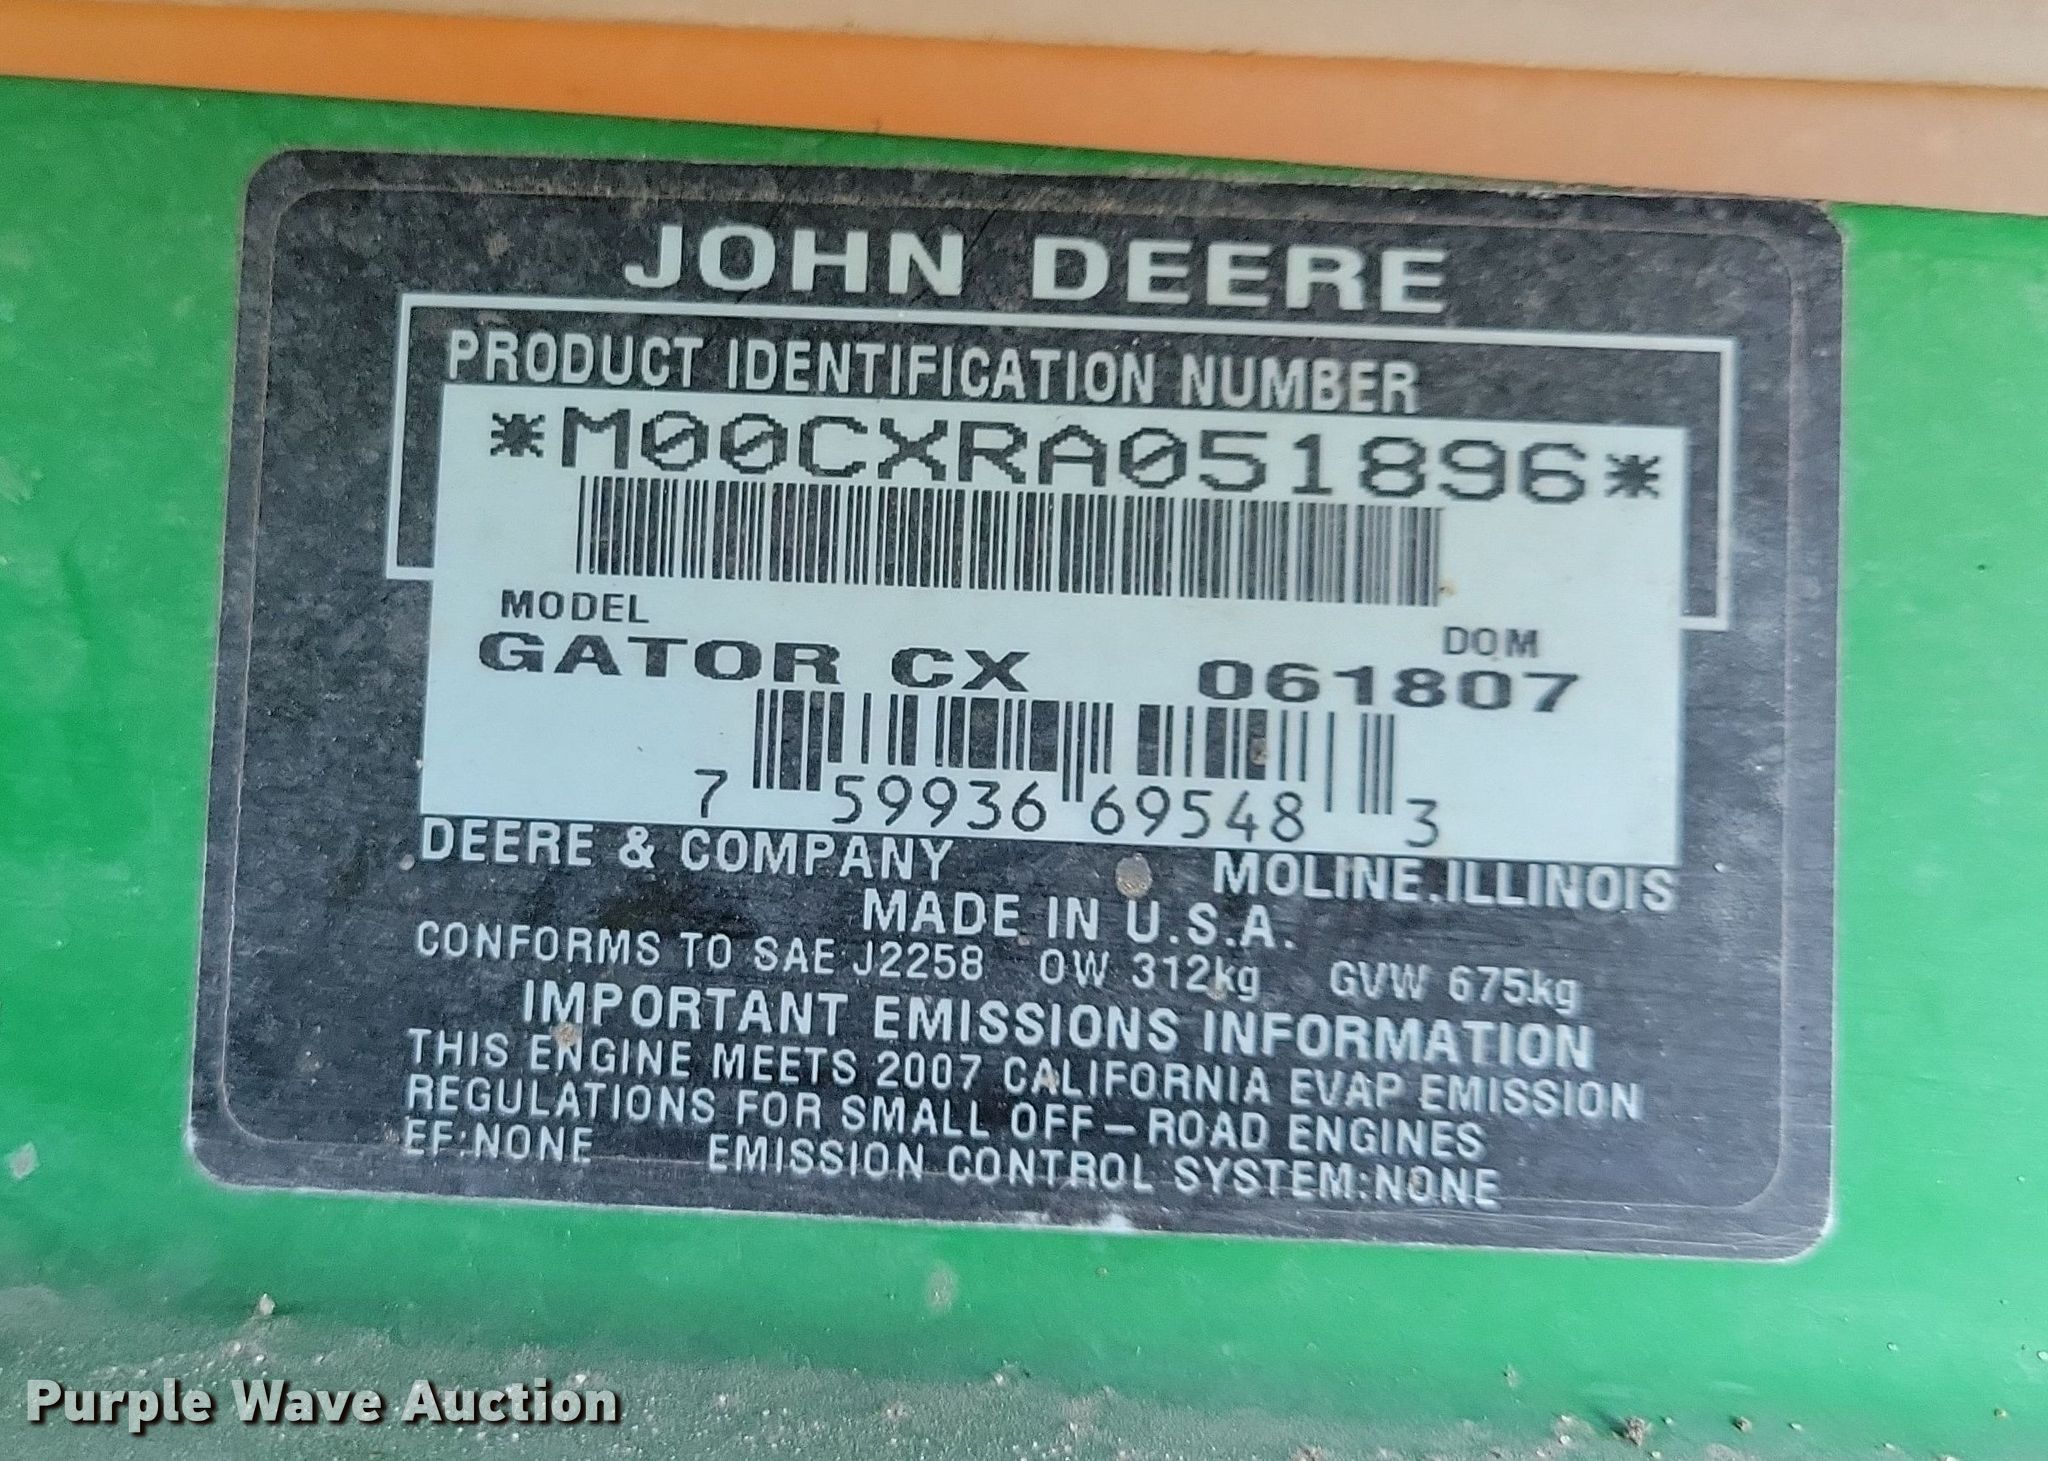 JOHN DEERE
PRODUCT IDENTIFICATION NUMBER
*M00CXRA051896*
MODEL DOM
GATOR CX 061807
7 59936 69548 3
DEERE & COMPANY MOLINE.ILLINOIS
MADE IN U.S.A.
CONFORMS TO SAE J2258 OW 312kg GVW 675kg
IMPORTANT EMISSIONS INFORMATION
THIS ENGINE MEETS 2007 CALIFORNIA EVAP EMISSION
REGULATIONS FOR SMALL OFF-ROAD ENGINES
EF:NONE EMISSION CONTROL SYSTEM:NONE
Purple Wave Auction